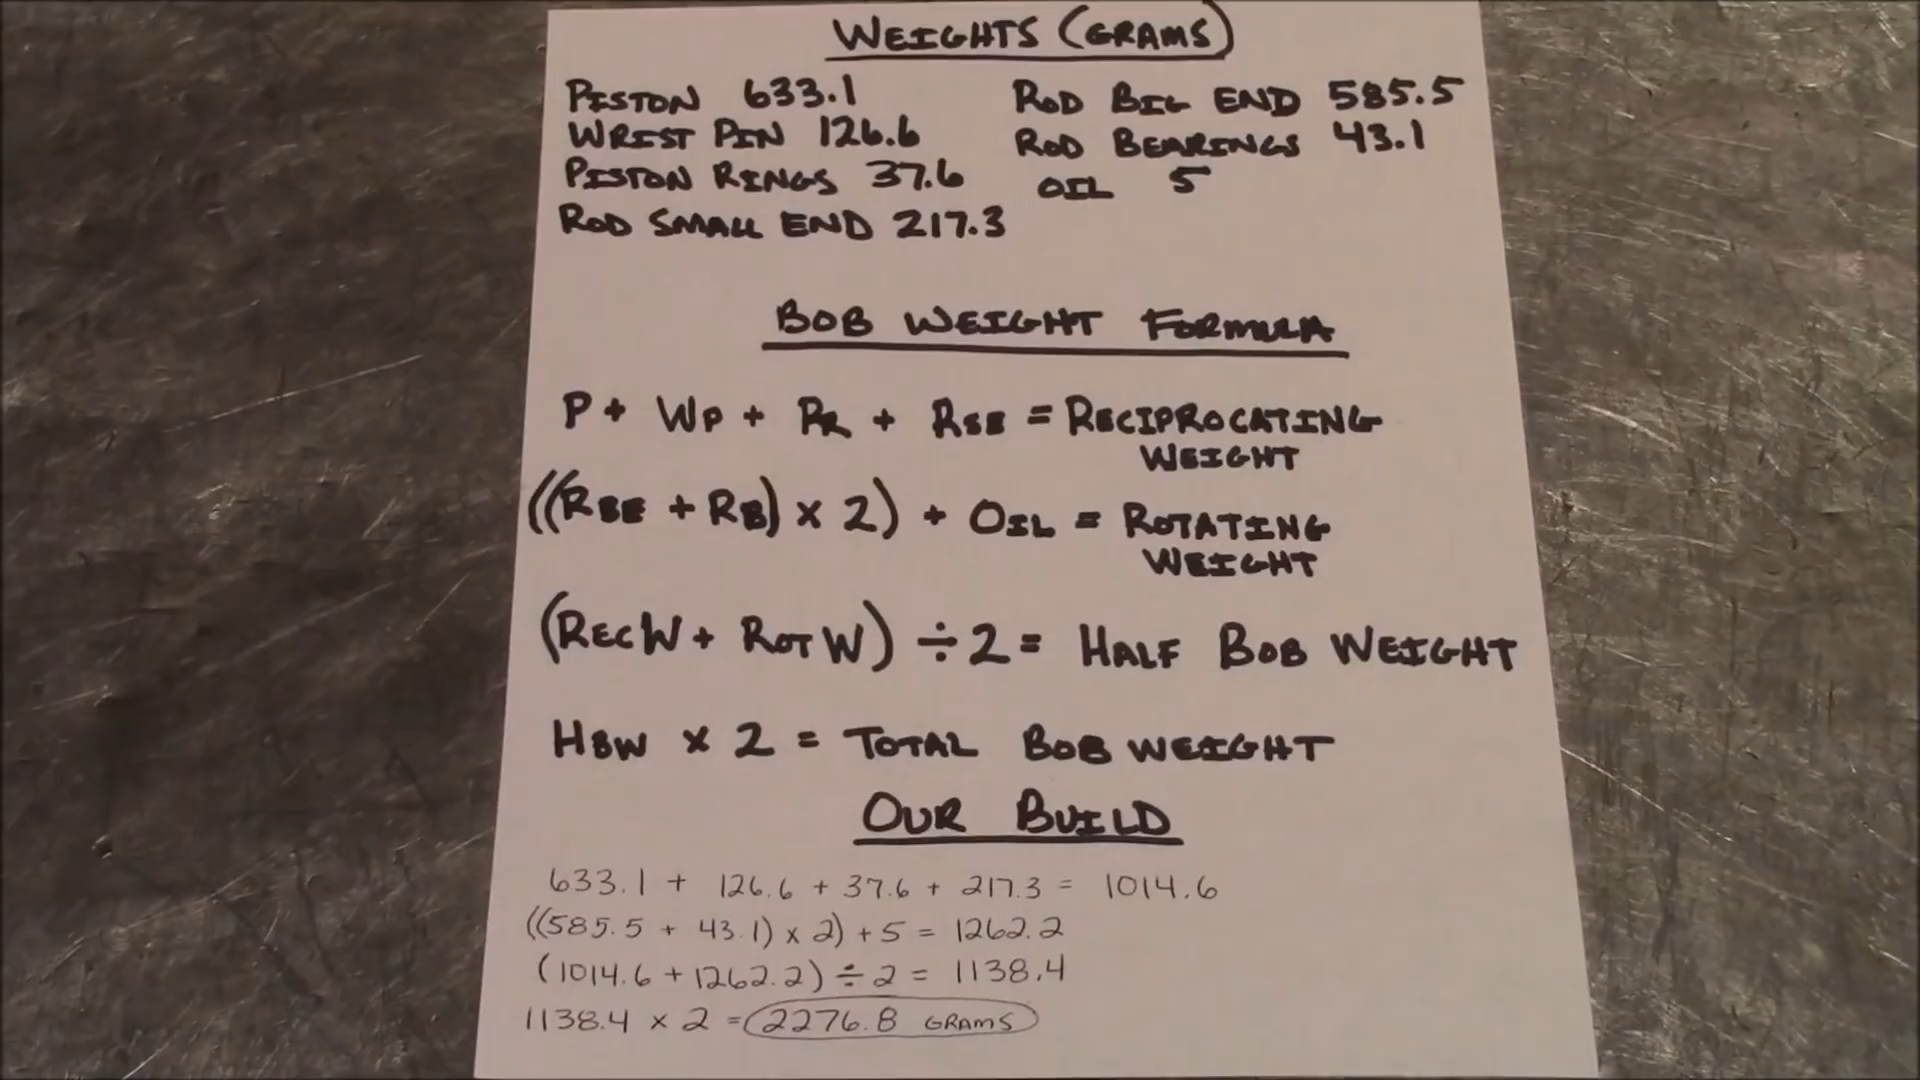 WEIGHTS (GRAMS)
PISTON 633.1
WRIST PIN 126.6
PISTON RINGS 37.6
ROD SMALL END 217.3
ROD BIG END 585.5
ROD BEARINGS 43.1
OIL 5
BOB WEIGHT FORMULA
P + WP + PR + RSE = RECIPROCATING
WEIGHT
((RBE + RB) x 2) + OIL = ROTATING
WEIGHT
(RECW + ROTW) ÷ 2 = HALF BOB WEIGHT
HBW x 2 = TOTAL BOB WEIGHT
OUR BUILD
633.1 + 126.6 + 37.6 + 217.3 = 1014.6
((585.5 + 43.1) x 2) + 5 = 1262.2
(1014.6 + 1262.2) ÷ 2 = 1138.4
1138.4 x 2 = 2276.8 GRAMS